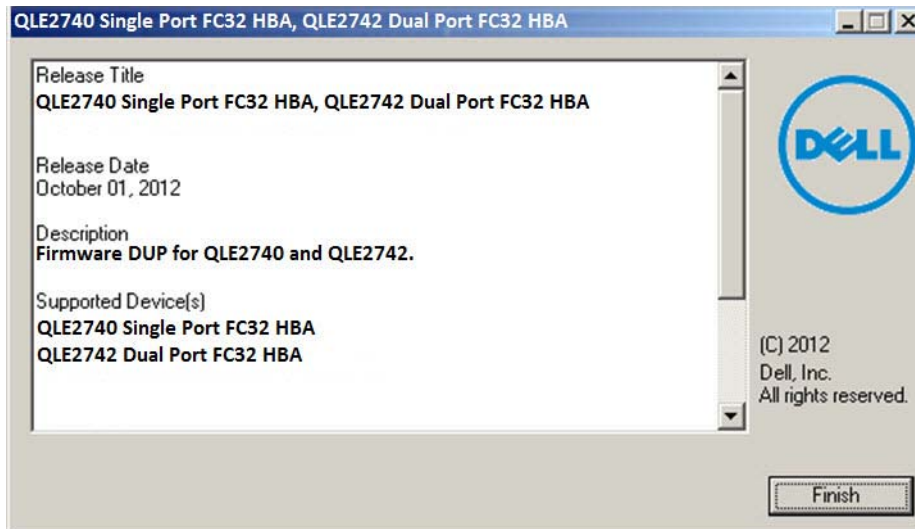 QLE2740 Single Port FC32 HBA, QLE2742 Dual Port FC32 HBA
Release Title
QLE2740 Single Port FC32 HBA, QLE2742 Dual Port FC32 HBA
Release Date
October 01, 2012
Description
Firmware DUP for QLE2740 and QLE2742.
Supported Device(s)
QLE2740 Single Port FC32 HBA
QLE2742 Dual Port FC32 HBA
DELL
(C) 2012
Dell, Inc.
All rights reserved.
Finish